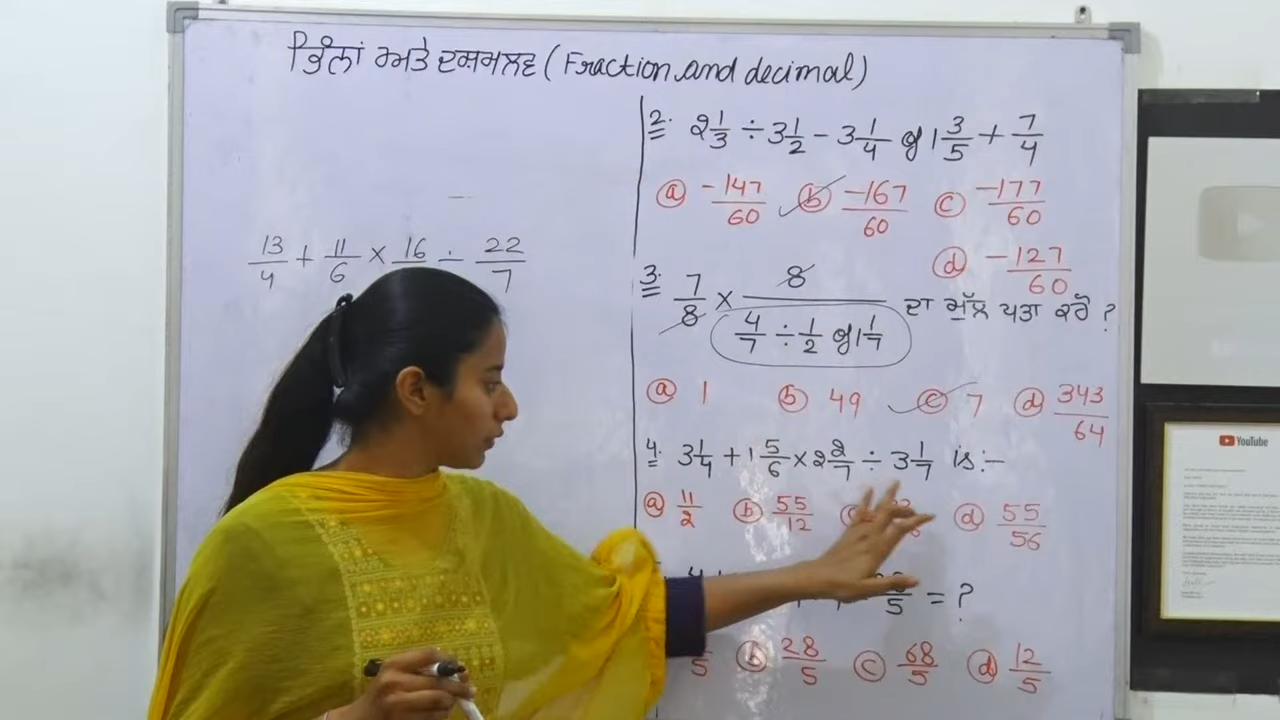 ਭਿੰਨਾਂ ਅਤੇ ਦਸ਼ਮਲਵ (Fraction and decimal)
13/4 + 11/6 × 16 ÷ 22/7
2. 2 1/3 ÷ 3 1/2 - 3 1/4 of 1 3/5 + 7/4
(a) -147/60 (b) -167/60 (c) -177/60
(d) -127/60
3. 7/8 × 8/(4/7 ÷ 1/2 of 1 1/7) ਦਾ ਮੁੱਲ ਪਤਾ ਕਰੋ ?
(a) 1 (b) 49 (c) 7 (d) 343/64
4. 3 1/4 + 1 5/6 × 2 2/7 ÷ 3 1/7 is:-
(a) 11/2 (b) 55/12 (d) 55/56
5 = ?
5 (b) 28/5 (c) 68/5 (d) 12/5
YouTube